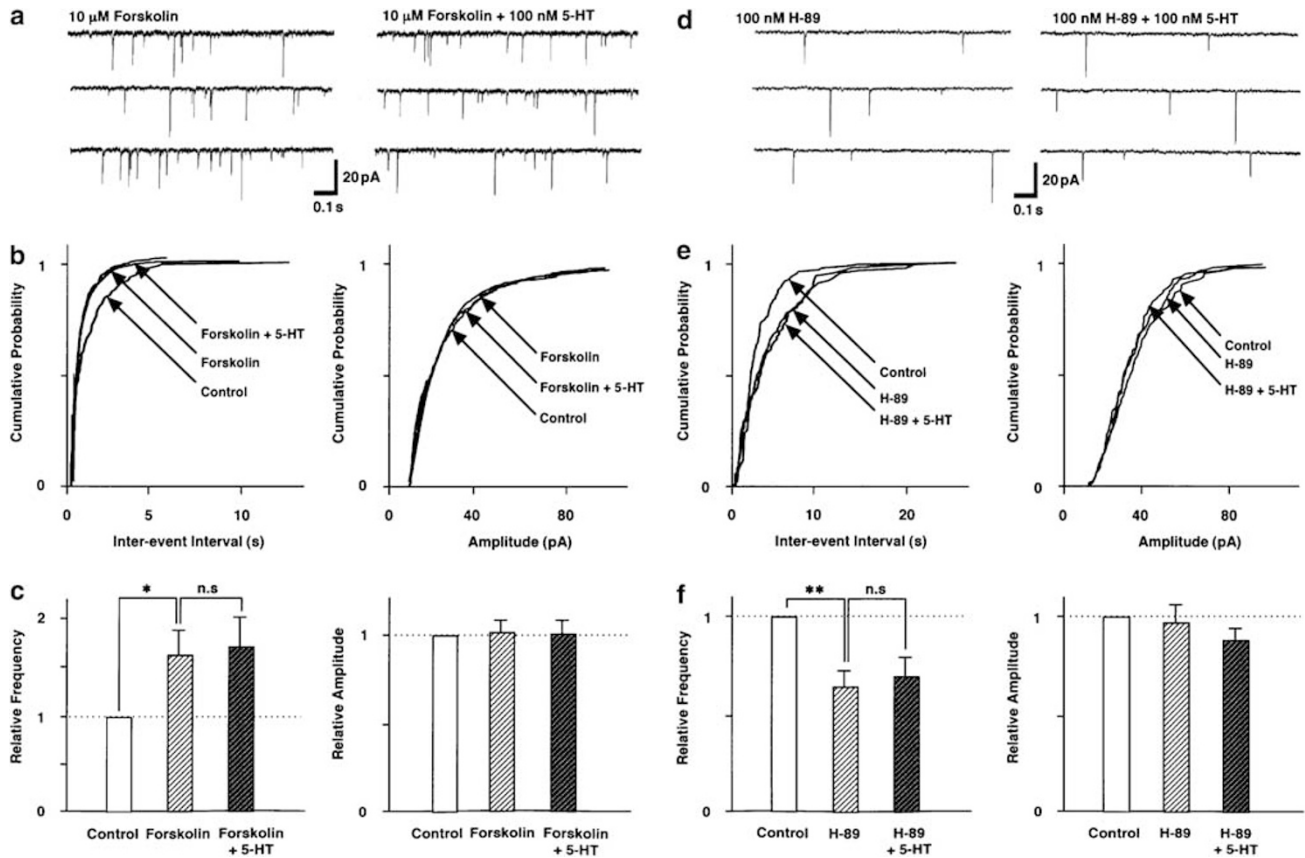 a
10 μM Forskolin
10 μM Forskolin + 100 nM 5-HT
20 pA
0.1 s
d
100 nM H-89
100 nM H-89 + 100 nM 5-HT
20 pA
0.1 s
b
Cumulative Probability
1
0
Forskolin + 5-HT
Forskolin
Control
0 5 10
Inter-event Interval (s)
Cumulative Probability
1
0
Forskolin
Forskolin + 5-HT
Control
0 40 80
Amplitude (pA)
e
Cumulative Probability
1
0
Control
H-89
H-89 + 5-HT
0 10 20
Inter-event Interval (s)
Cumulative Probability
1
0
Control
H-89
H-89 + 5-HT
0 40 80
Amplitude (pA)
c
Relative Frequency
2
1
0
*
n.s
Control Forskolin Forskolin
+ 5-HT
Relative Amplitude
1
0
Control Forskolin Forskolin
+ 5-HT
f
Relative Frequency
1
0
**
n.s
Control H-89 H-89
+ 5-HT
Relative Amplitude
1
0
Control H-89 H-89
+ 5-HT